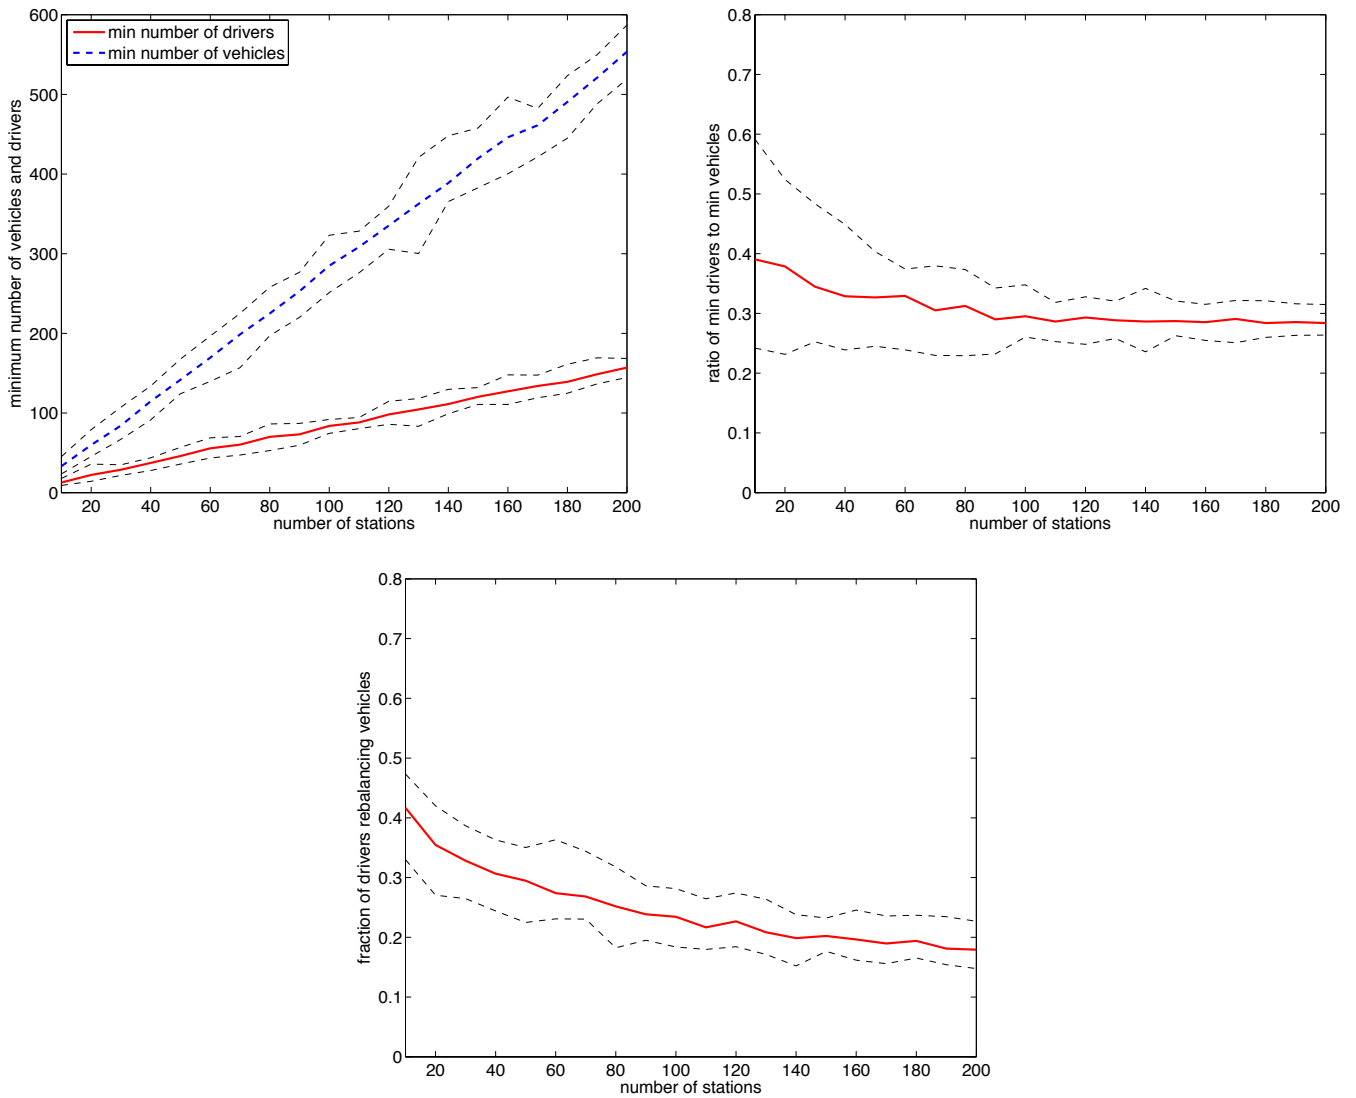 min number of drivers
min number of vehicles
minimum number of vehicles and drivers
600
500
400
300
200
100
0
20 40 60 80 100 120 140 160 180 200
number of stations
ratio of min drivers to min vehicles
0.8
0.7
0.6
0.5
0.4
0.3
0.2
0.1
0
20 40 60 80 100 120 140 160 180 200
number of stations
fraction of drivers rebalancing vehicles
0.8
0.7
0.6
0.5
0.4
0.3
0.2
0.1
0
20 40 60 80 100 120 140 160 180 200
number of stations